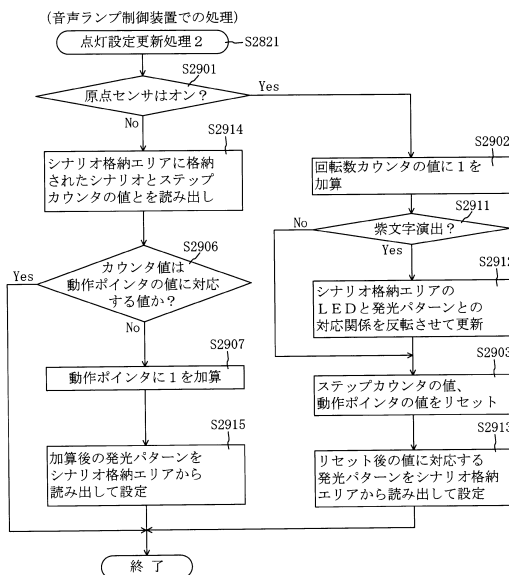 (音声ランプ制御装置での処理)
点灯設定更新処理2
S2821
S2901
原点センサはオン?
Yes
No
S2914
シナリオ格納エリアに格納
されたシナリオとステップ
カウンタの値とを読み出し
S2906
カウンタ値は
動作ポインタの値に対応
する値か?
Yes
No
S2907
動作ポインタに1を加算
S2915
加算後の発光パターンを
シナリオ格納エリアから
読み出して設定
S2902
回転数カウンタの値に1を
加算
S2911
紫文字演出?
No
Yes
S2912
シナリオ格納エリアの
LEDと発光パターンとの
対応関係を反転させて更新
S2903
ステップカウンタの値、
動作ポインタの値をリセット
S2913
リセット後の値に対応する
発光パターンをシナリオ格納
エリアから読み出して設定
終了